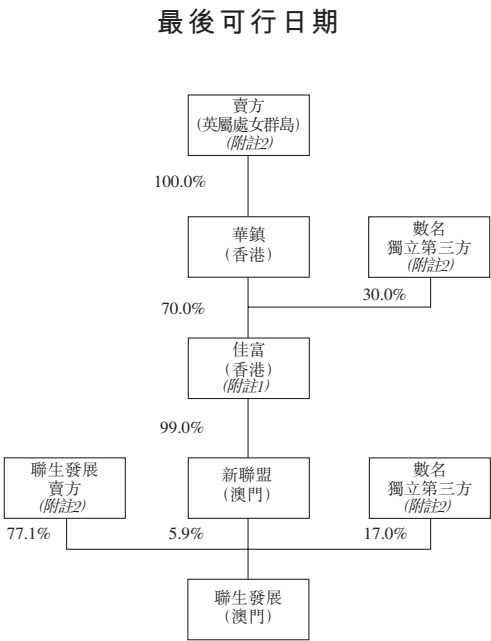 最後可行日期
賣方
(英屬處女群島)
(附註2)
100.0%
華鎮
(香港)
數名
獨立第三方
(附註2)
70.0%
30.0%
佳富
(香港)
(附註1)
99.0%
聯生發展
賣方
(附註2)
新聯盟
(澳門)
數名
獨立第三方
(附註2)
77.1%
5.9%
17.0%
聯生發展
(澳門)